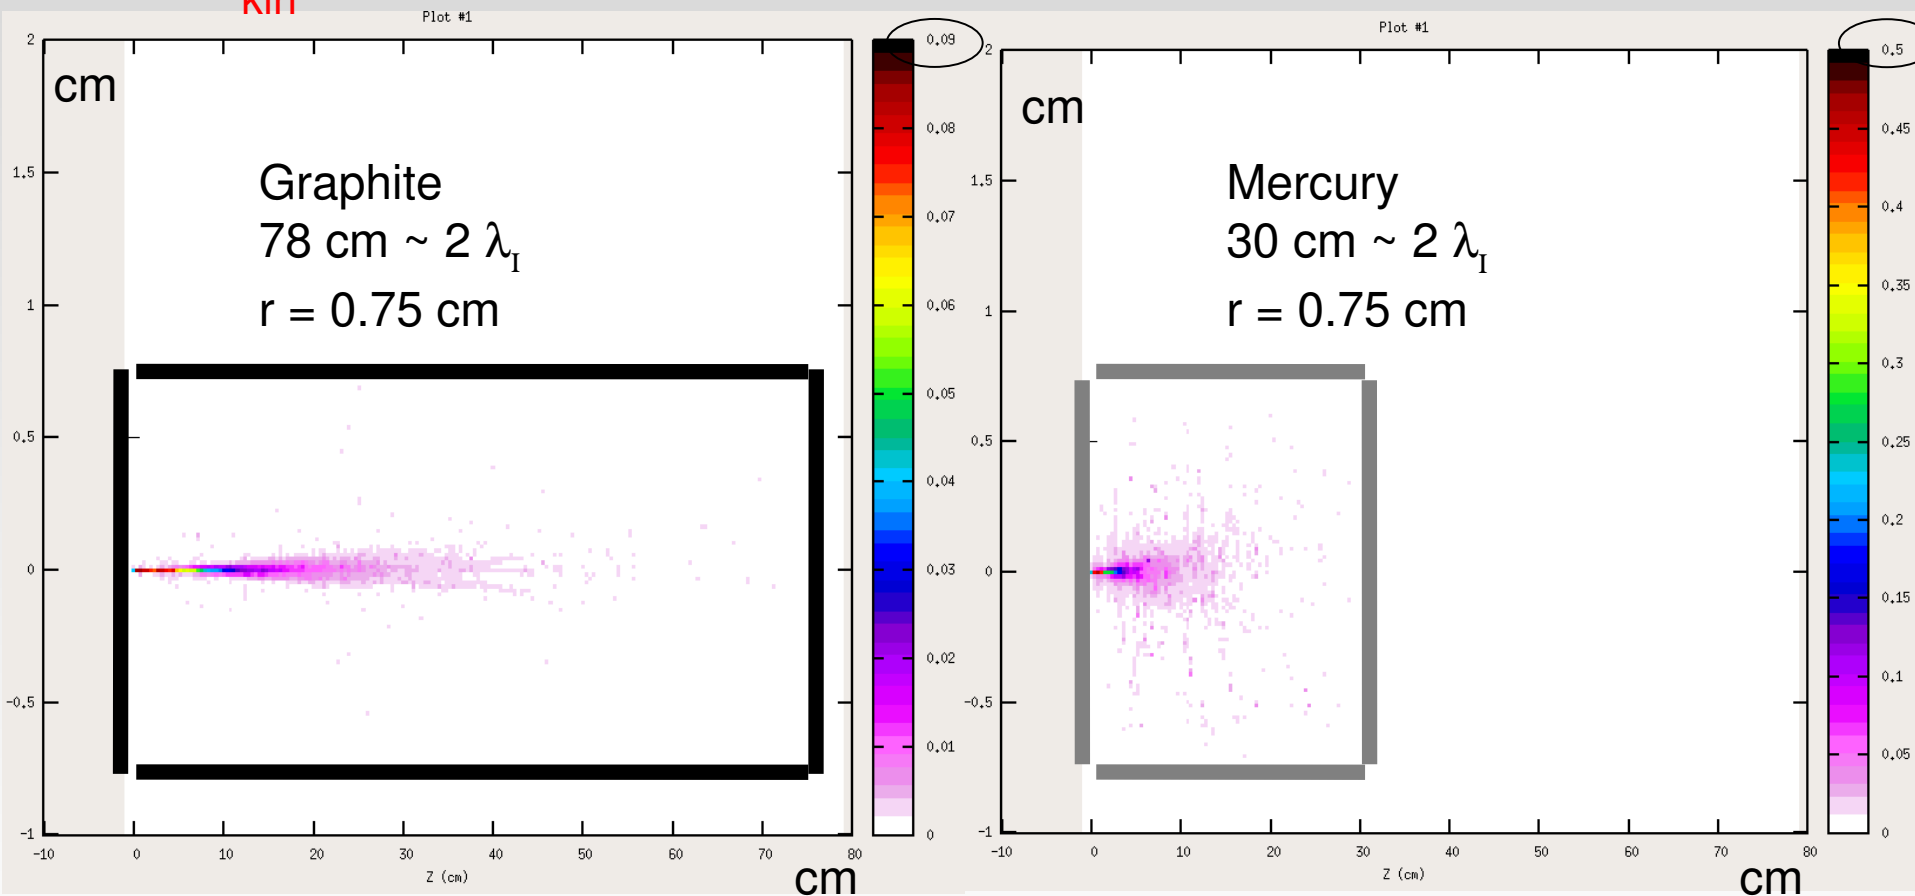 Kin
Plot #1
2
1.5
1
0.5
0
-0.5
-1
cm
Graphite
78 cm ~ 2 λI
r = 0.75 cm
-10 0 10 20 30 40 50 60 70 80
Z (cm)
cm
0.09
0.08
0.07
0.06
0.05
0.04
0.03
0.02
0.01
0
Plot #1
2
1.5
1
0.5
0
-0.5
-1
cm
Mercury
30 cm ~ 2 λI
r = 0.75 cm
-10 0 10 20 30 40 50 60 70 80
Z (cm)
cm
0.5
0.45
0.4
0.35
0.3
0.25
0.2
0.15
0.1
0.05
0